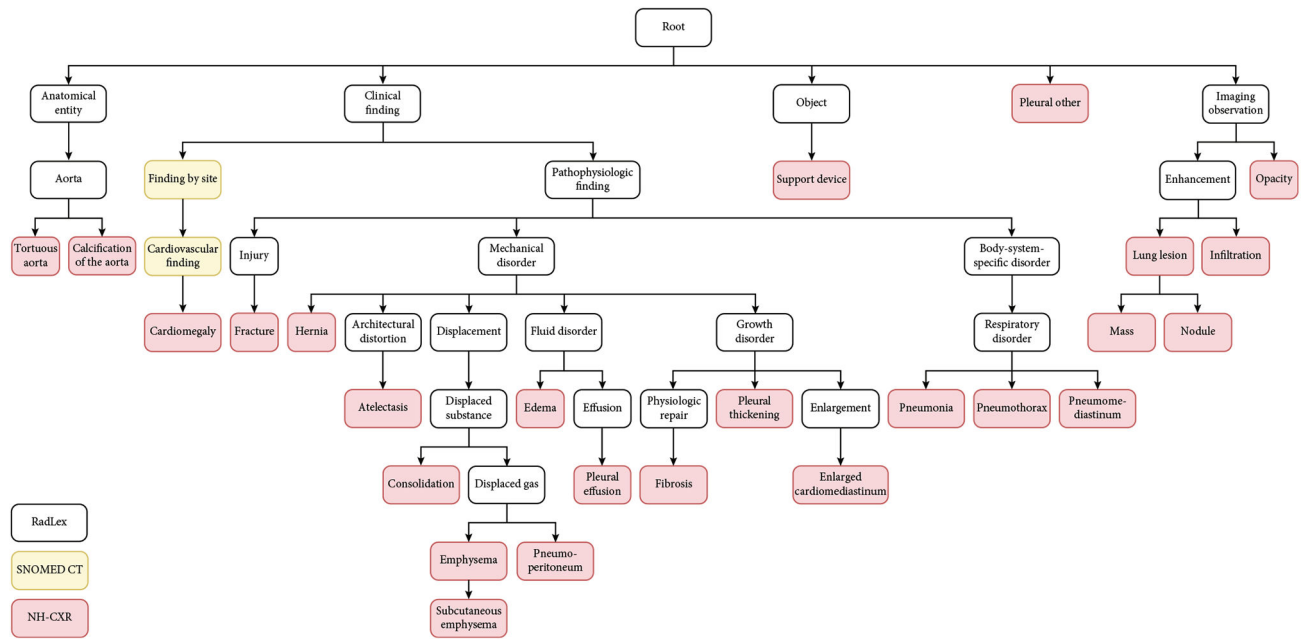 Root
Anatomical
entity
Clinical
finding
Object
Pleural other
Imaging
observation
Aorta
Finding by site
Pathophysiologic
finding
Support device
Enhancement
Opacity
Tortuous
aorta
Calcification
of the aorta
Cardiovascular
finding
Injury
Mechanical
disorder
Body-system-
specific disorder
Lung lesion
Infiltration
Cardiomegaly
Fracture
Hernia
Architectural
distortion
Displacement
Fluid disorder
Growth
disorder
Respiratory
disorder
Mass
Nodule
Atelectasis
Displaced
substance
Edema
Effusion
Physiologic
repair
Pleural
thickening
Enlargement
Pneumonia
Pneumothorax
Pneumome-
diastinum
Consolidation
Displaced gas
Pleural
effusion
Fibrosis
Enlarged
cardiomediastinum
RadLex
Emphysema
Pneumo-
peritoneum
SNOMED CT
NH-CXR
Subcutaneous
emphysema